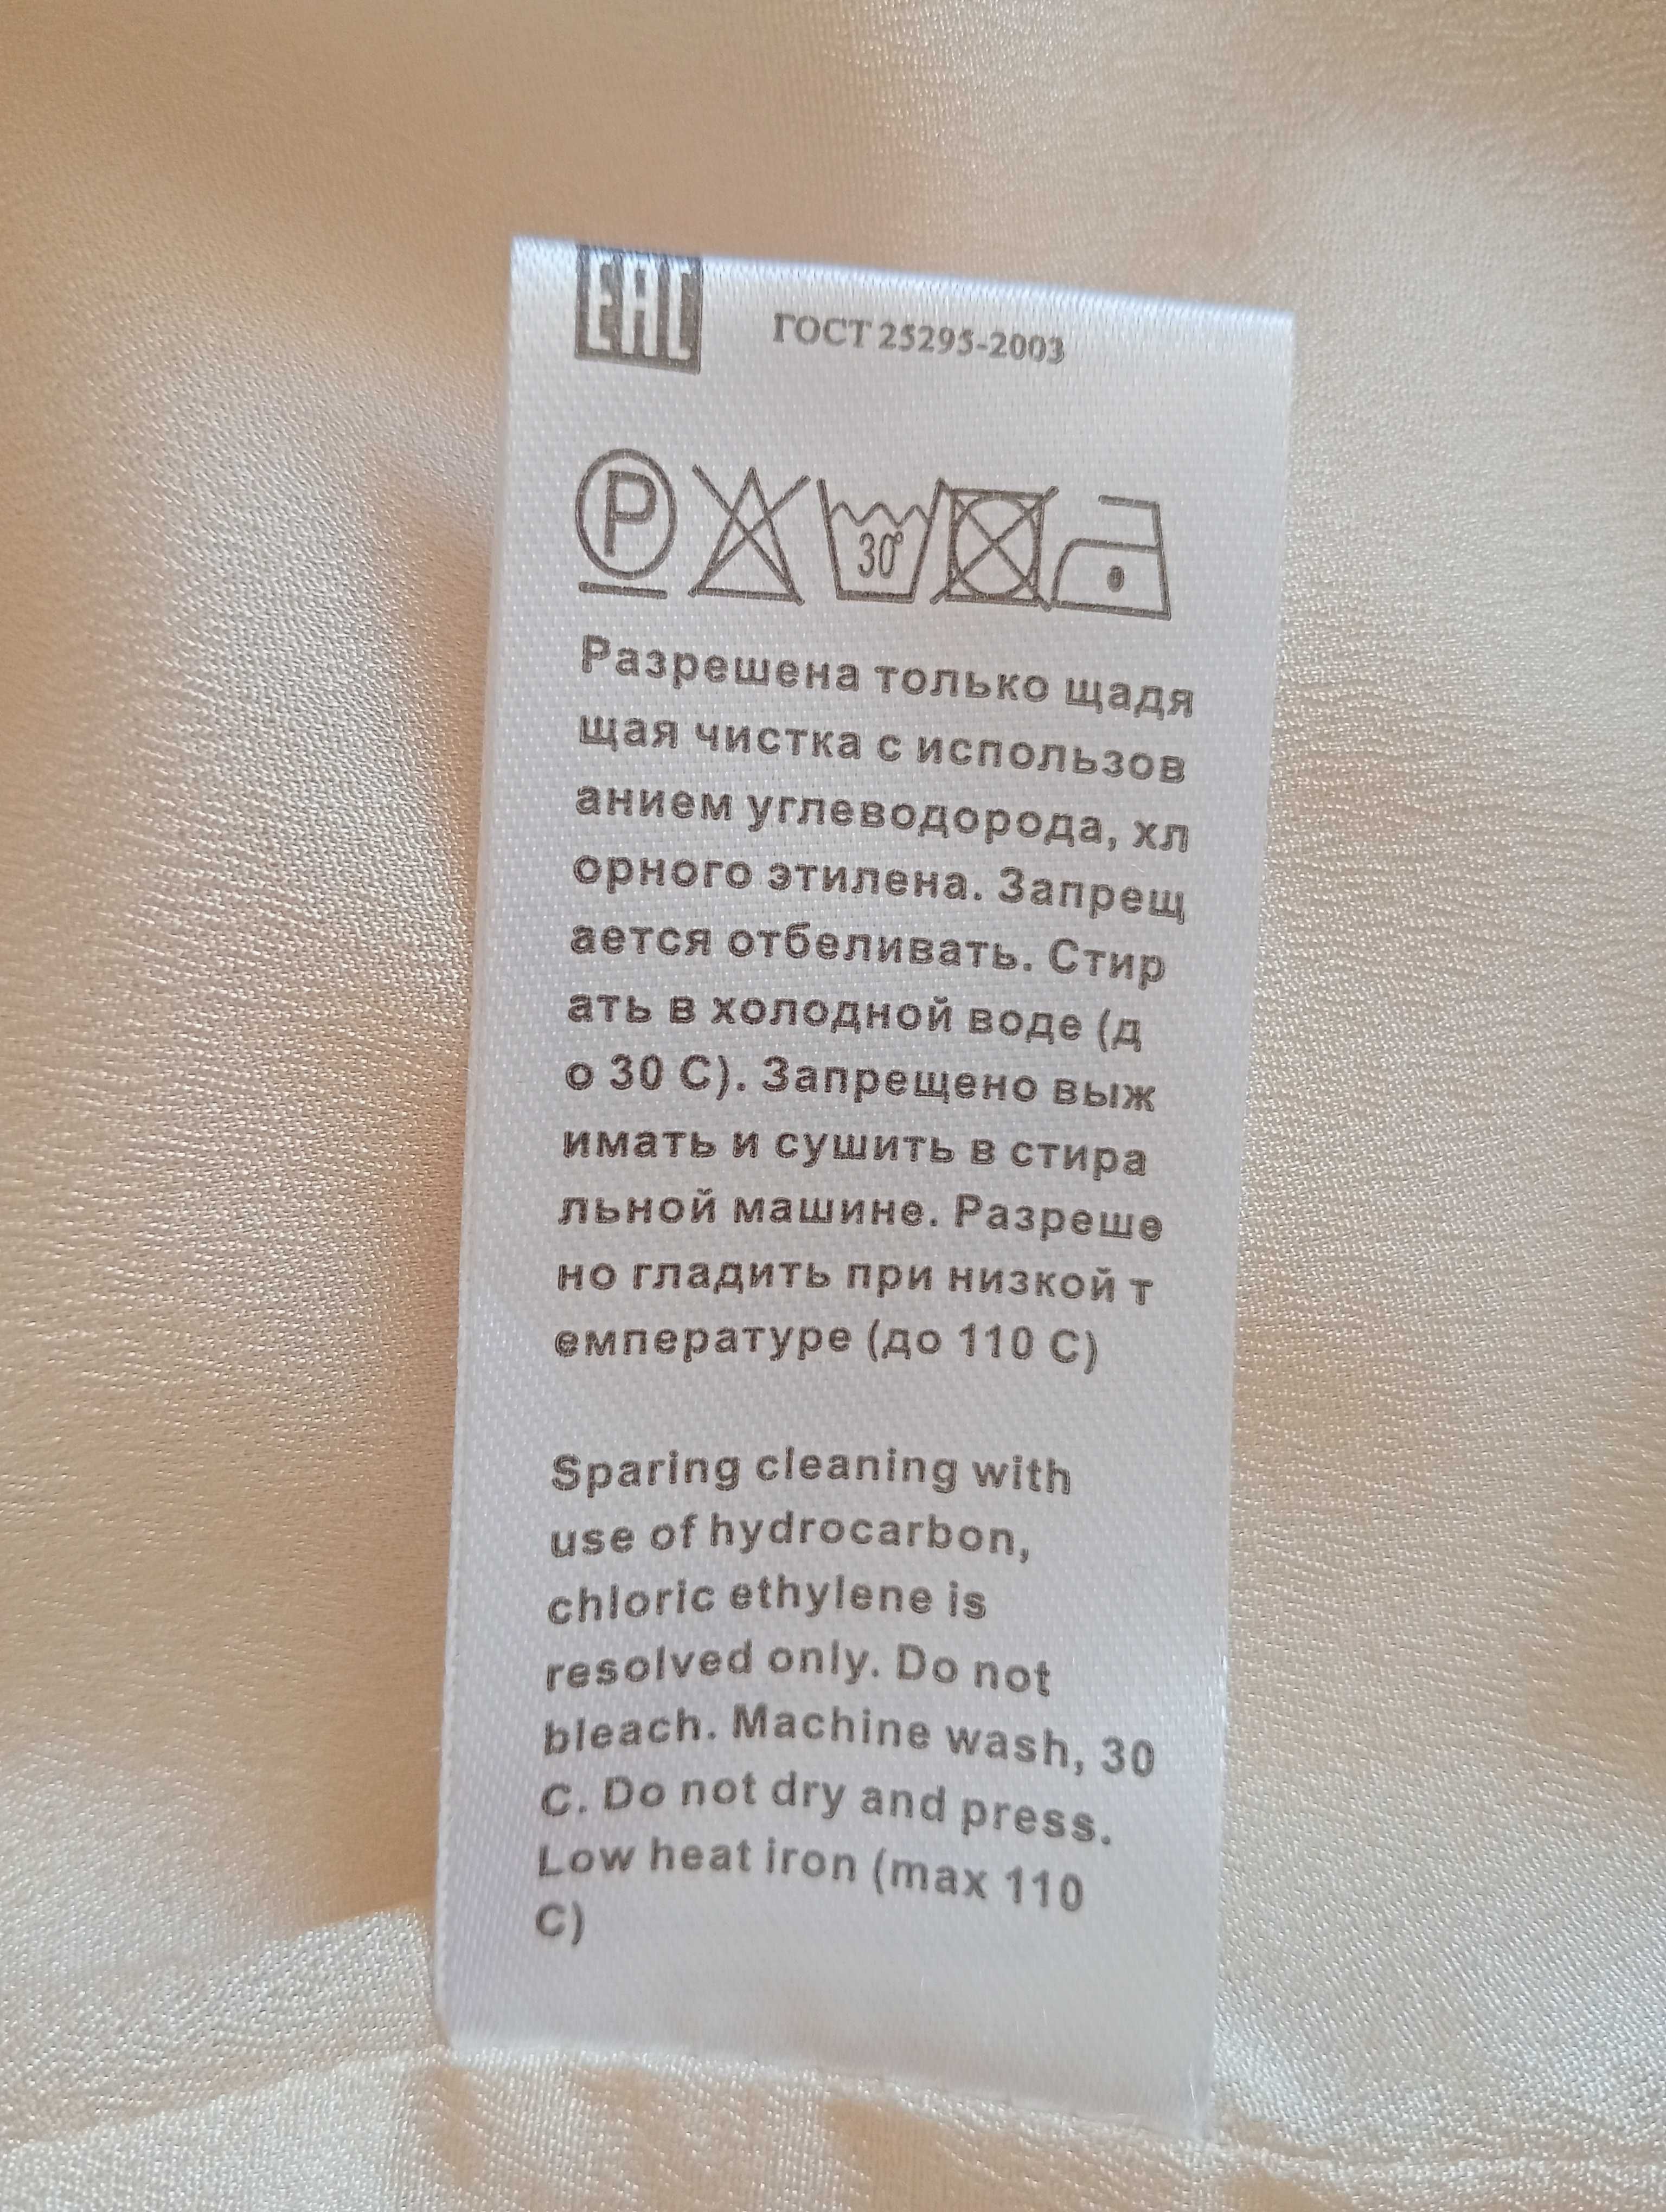 EAC
ГОСТ 25295-2003
P
30°
Разрешена только щадя
щая чистка с использов
анием углеводорода, хл
орного этилена. Запрещ
ается отбеливать. Стир
ать в холодной воде (д
о 30 С). Запрещено выж
имать и сушить в стира
льной машине. Разреше
но гладить при низкой т
емпературе (до 110 С)
Sparing cleaning with
use of hydrocarbon,
chloric ethylene is
resolved only. Do not
bleach. Machine wash, 30
C. Do not dry and press.
Low heat iron (max 110
C)